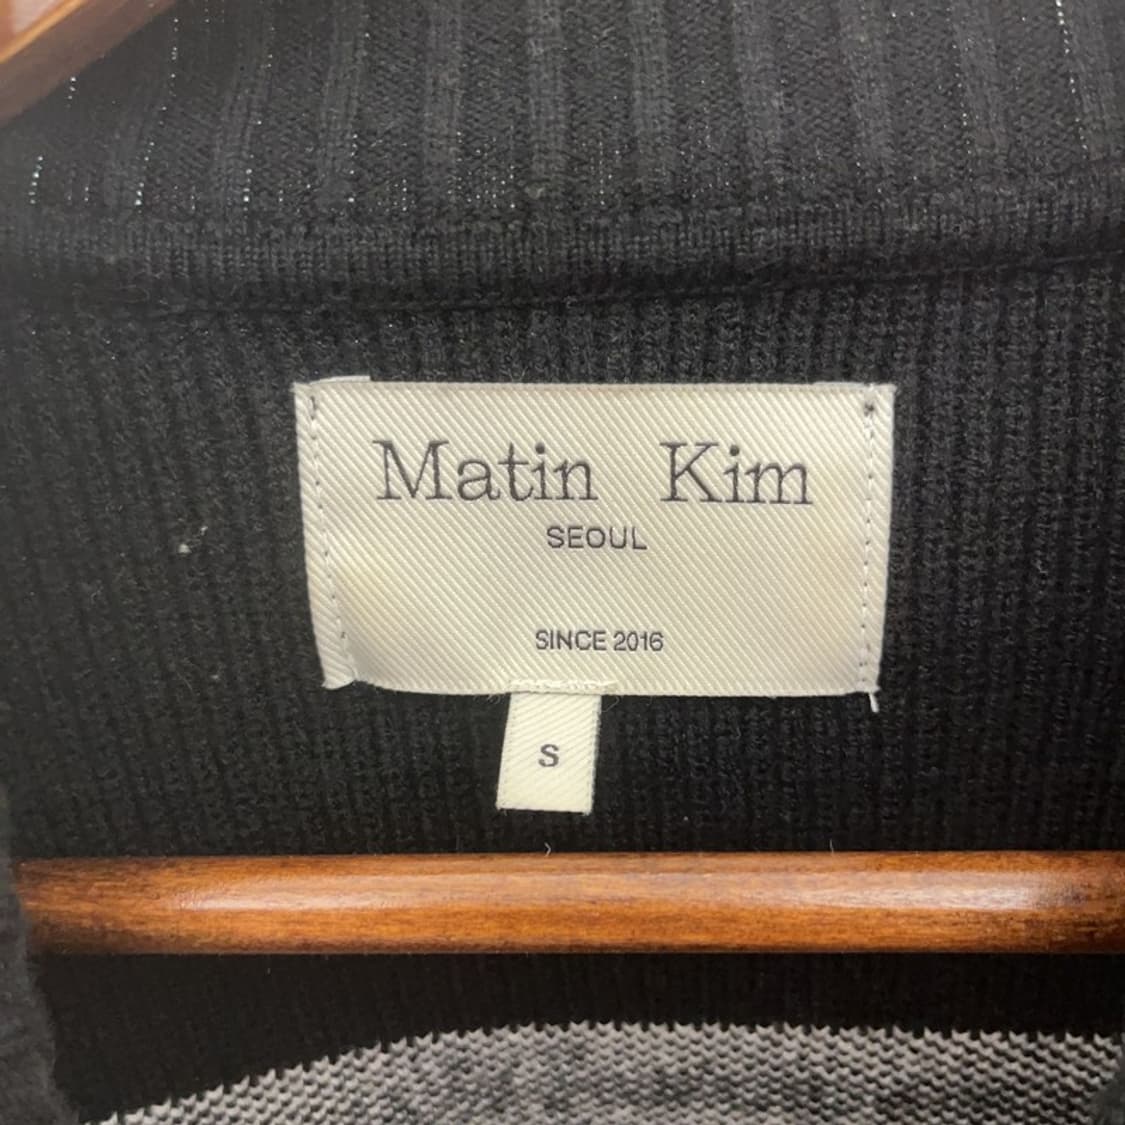 Matin Kim
SEOUL
SINCE 2016
S